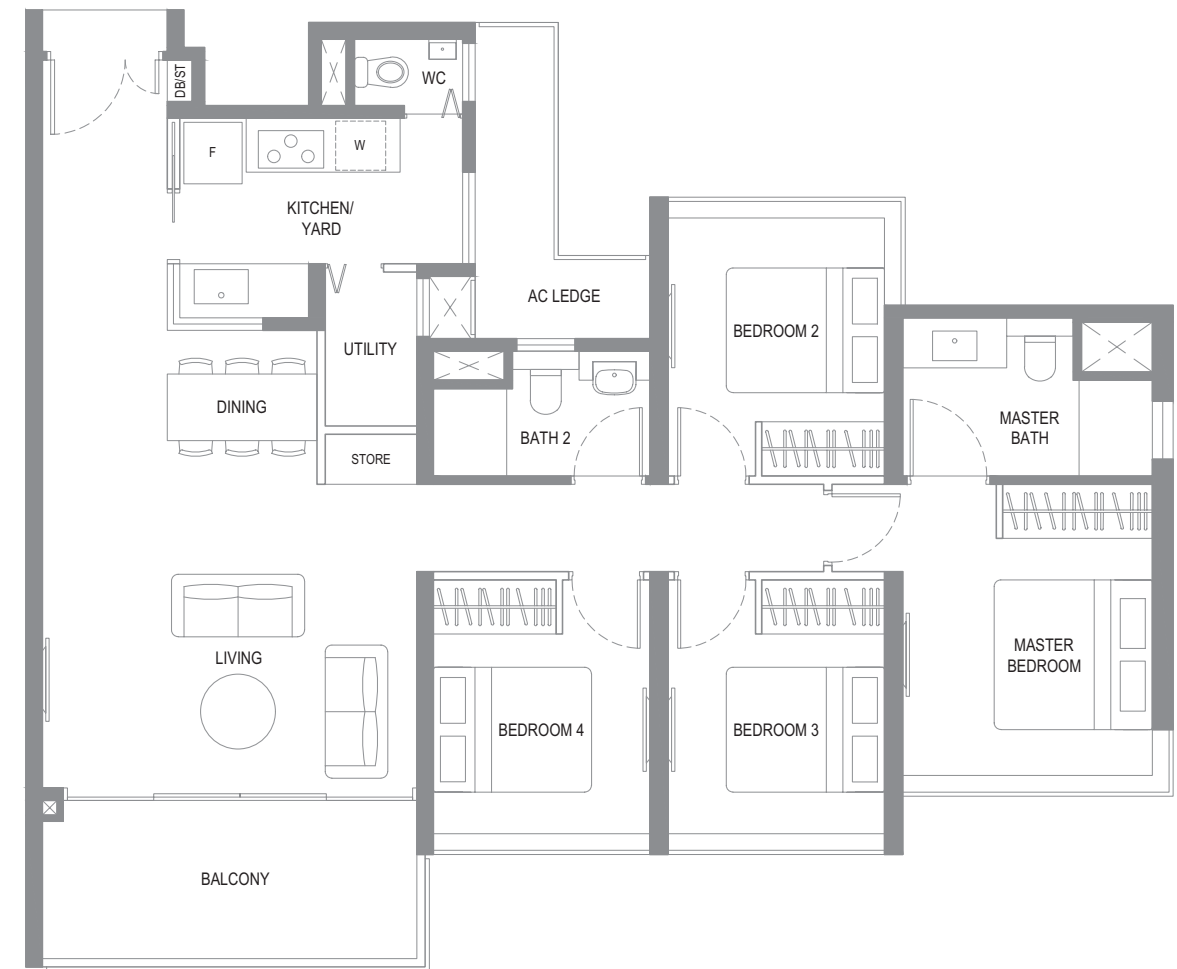 DB/ST
WC
F
W
KITCHEN/
YARD
AC LEDGE
BEDROOM 2
UTILITY
DINING
BATH 2
MASTER
BATH
STORE
LIVING
MASTER
BEDROOM
BEDROOM 4
BEDROOM 3
BALCONY